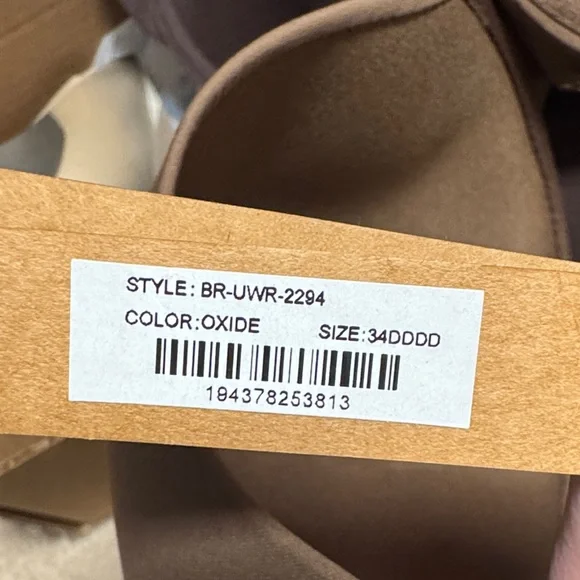 STYLE: BR-UWR-2294
COLOR:OXIDE SIZE:34DDDD
194378253813